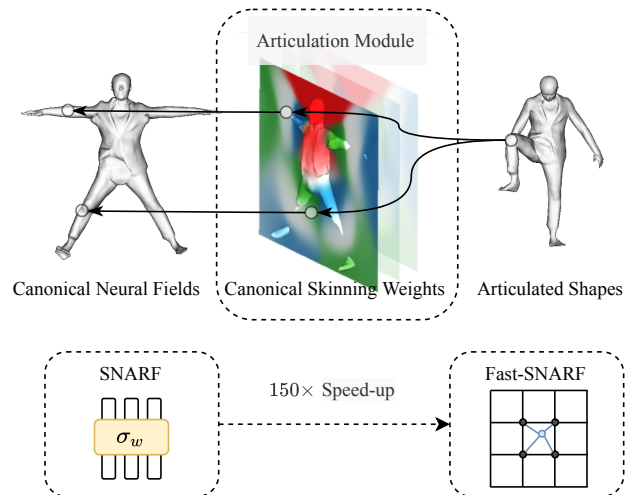 Articulation Module
Canonical Neural Fields
Canonical Skinning Weights
Articulated Shapes
SNARF
150× Speed-up
Fast-SNARF
σ_w